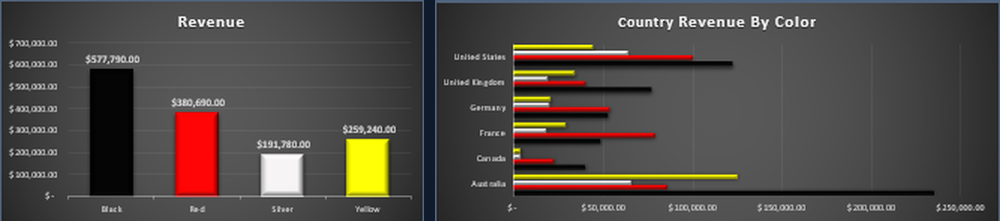 Revenue
$700,000.00
$600,000.00
$500,000.00
$400,000.00
$300,000.00
$200,000.00
$100,000.00
$-
$577,790.00
$380,690.00
$191,780.00
$259,240.00
Black
Red
Silver
Yellow
Country Revenue By Color
United States
United Kingdom
Germany
France
Canada
Australia
$-
$50,000.00
$100,000.00
$150,000.00
$200,000.00
$250,000.00